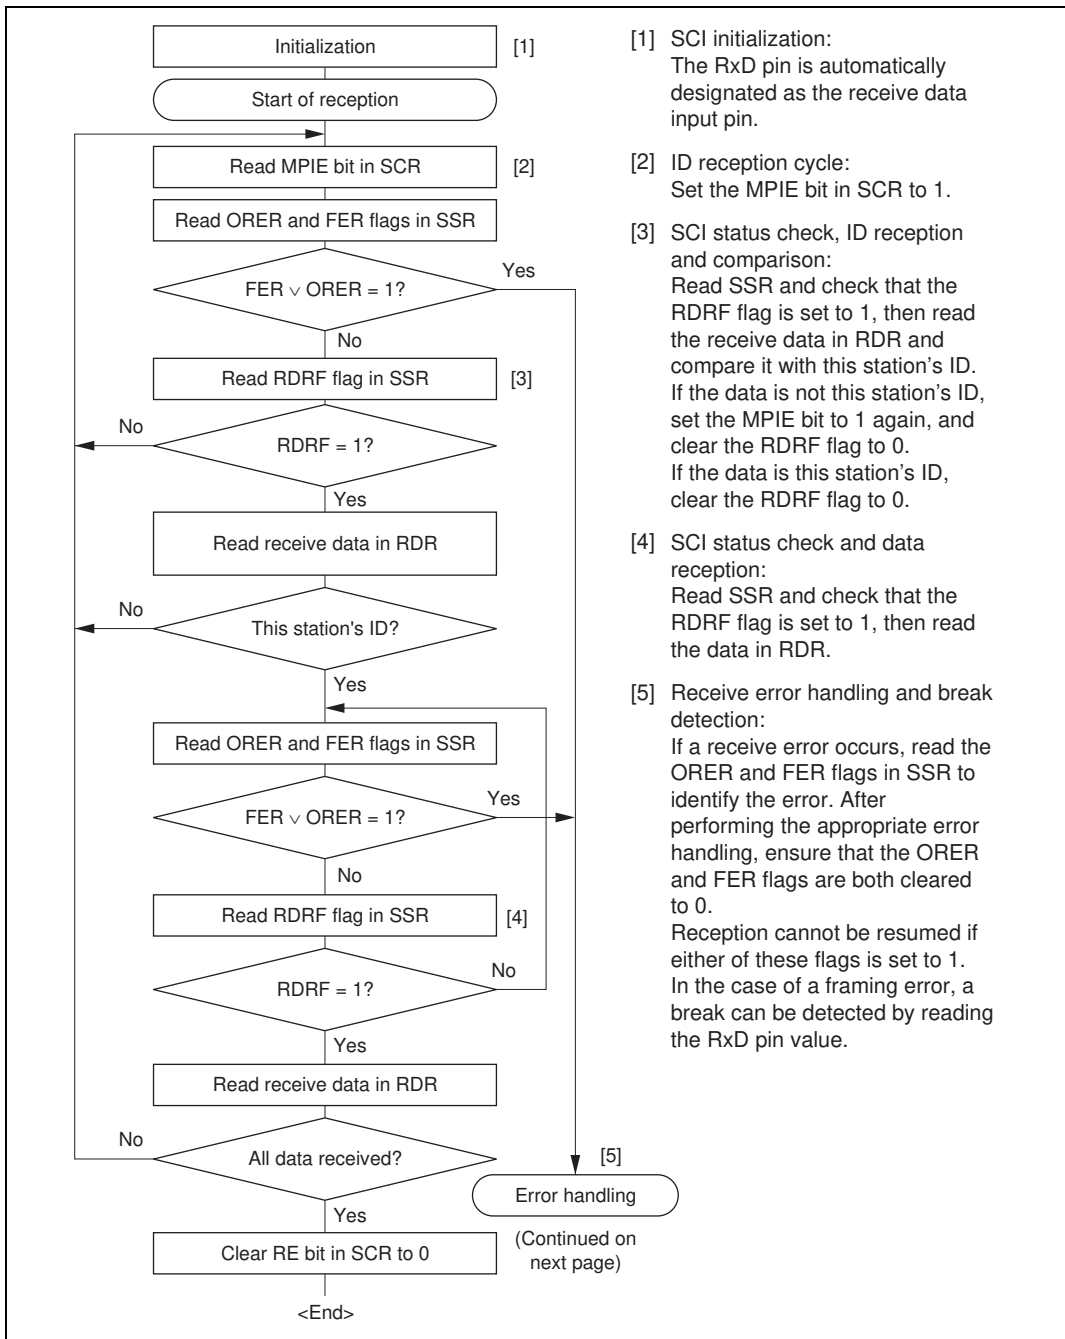 Initialization
[1]
Start of reception
Read MPIE bit in SCR
[2]
Read ORER and FER flags in SSR
Yes
FER ∨ ORER = 1?
No
Read RDRF flag in SSR
[3]
No
RDRF = 1?
Yes
Read receive data in RDR
No
This station's ID?
Yes
Read ORER and FER flags in SSR
Yes
FER ∨ ORER = 1?
No
Read RDRF flag in SSR
[4]
No
RDRF = 1?
Yes
Read receive data in RDR
No
All data received?
[5]
Error handling
Yes
(Continued on
next page)
Clear RE bit in SCR to 0
<End>
[1] SCI initialization:
The RxD pin is automatically
designated as the receive data
input pin.
[2] ID reception cycle:
Set the MPIE bit in SCR to 1.
[3] SCI status check, ID reception
and comparison:
Read SSR and check that the
RDRF flag is set to 1, then read
the receive data in RDR and
compare it with this station's ID.
If the data is not this station's ID,
set the MPIE bit to 1 again, and
clear the RDRF flag to 0.
If the data is this station's ID,
clear the RDRF flag to 0.
[4] SCI status check and data
reception:
Read SSR and check that the
RDRF flag is set to 1, then read
the data in RDR.
[5] Receive error handling and break
detection:
If a receive error occurs, read the
ORER and FER flags in SSR to
identify the error. After
performing the appropriate error
handling, ensure that the ORER
and FER flags are both cleared
to 0.
Reception cannot be resumed if
either of these flags is set to 1.
In the case of a framing error, a
break can be detected by reading
the RxD pin value.